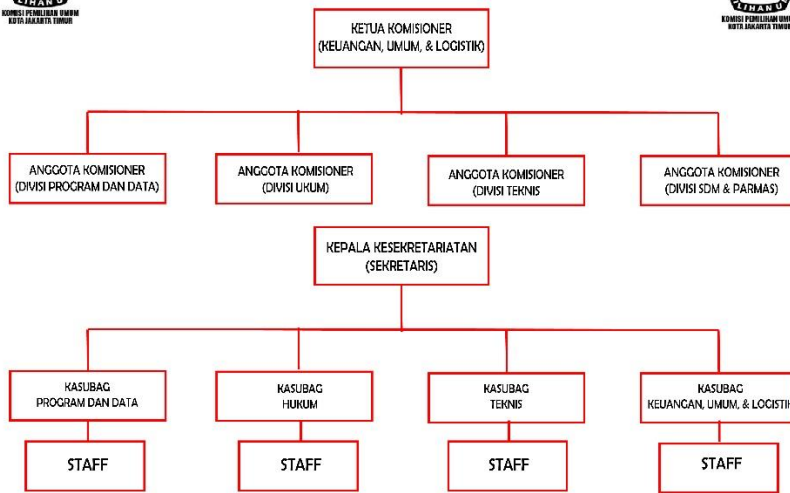 LIHAN U
KOMISI PEMILIHAN UMUM
KOTA JAKARTA TIMUR
KOMISI PEMILIHAN UMUM
KOTA JAKARTA TIMUR
KETUA KOMISIONER
(KEUANGAN, UMUM, & LOGISTIK)
ANGGOTA KOMISIONER
(DIVISI PROGRAM DAN DATA)
ANGGOTA KOMISIONER
(DIVISI UKUM)
ANGGOTA KOMISIONER
(DIVISI TEKNIS
ANGGOTA KOMISIONER
(DIVISI SDM & PARMAS)
KEPALA KESEKRETARIATAN
(SEKRETARIS)
KASUBAG
PROGRAM DAN DATA
KASUBAG
HUKUM
KASUBAG
TEKNIS
KASUBAG
KEUANGAN, UMUM, & LOGISTIK
STAFF
STAFF
STAFF
STAFF